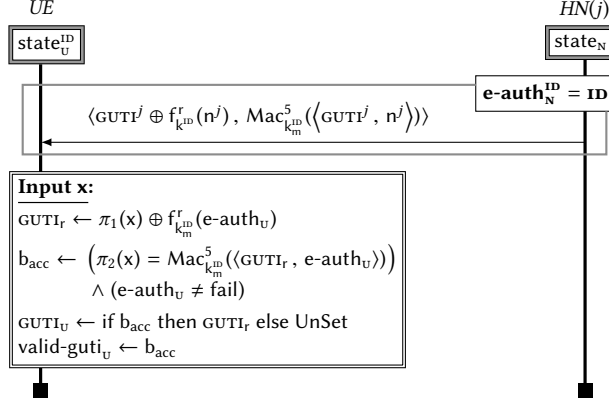 UE HN(j)
state_U^ID state_N
e-auth_N^ID = ID
⟨GUTI^j ⊕ f^r_{k^ID}(n^j) , Mac^5_{k_m^ID}(⟨GUTI^j , n^j⟩)⟩
Input x:
GUTI_r ← π_1(x) ⊕ f^r_{k_m^ID}(e-auth_U)
b_acc ← (π_2(x) = Mac^5_{k_m^ID}(⟨GUTI_r , e-auth_U⟩))
∧ (e-auth_U ≠ fail)
GUTI_U ← if b_acc then GUTI_r else UnSet
valid-guti_U ← b_acc